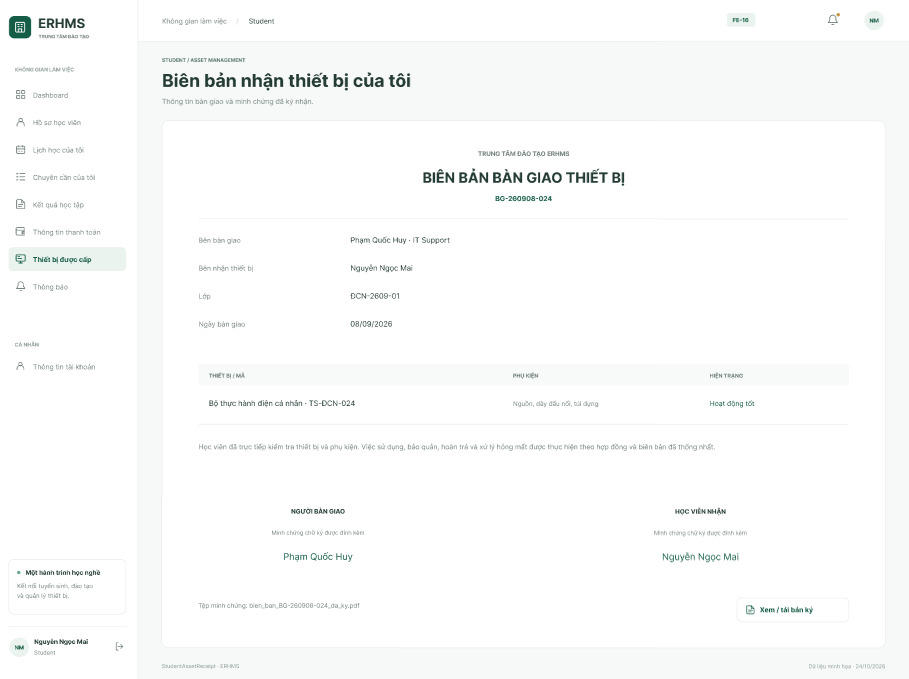 ERHMS
TRUNG TÂM ĐÀO TẠO
Không gian làm việc / Student
FE-16
NM
KHÔNG GIAN LÀM VIỆC
Dashboard
Hồ sơ học viên
Lịch học của tôi
Chuyên cần của tôi
Kết quả học tập
Thông tin thanh toán
Thiết bị được cấp
Thông báo
CÁ NHÂN
Thông tin tài khoản
Một hành trình học nghề
Kết nối tuyển sinh, đào tạo
và quản lý thiết bị.
NM
Nguyễn Ngọc Mai
Student
STUDENT / ASSET MANAGEMENT
Biên bản nhận thiết bị của tôi
Thông tin bàn giao và minh chứng đã ký nhận.
TRUNG TÂM ĐÀO TẠO ERHMS
BIÊN BẢN BÀN GIAO THIẾT BỊ
BG-260908-024
Bên bàn giao Phạm Quốc Huy · IT Support
Bên nhận thiết bị Nguyễn Ngọc Mai
Lớp ĐCN-2609-01
Ngày bàn giao 08/09/2026
THIẾT BỊ / MÃ PHỤ KIỆN HIỆN TRẠNG
Bộ thực hành điện cá nhân · TS-ĐCN-024 Nguồn, dây đấu nối, túi đựng Hoạt động tốt
Học viên đã trực tiếp kiểm tra thiết bị và phụ kiện. Việc sử dụng, bảo quản, hoàn trả và xử lý hỏng mất được thực hiện theo hợp đồng và biên bản đã thống nhất.
NGƯỜI BÀN GIAO HỌC VIÊN NHẬN
Minh chứng chữ ký được đính kèm Minh chứng chữ ký được đính kèm
Phạm Quốc Huy Nguyễn Ngọc Mai
Tệp minh chứng: bien_ban_BG-260908-024_da_ky.pdf
Xem / tải bản ký
StudentAssetReceipt · ERHMS
Dữ liệu minh họa · 24/10/2026